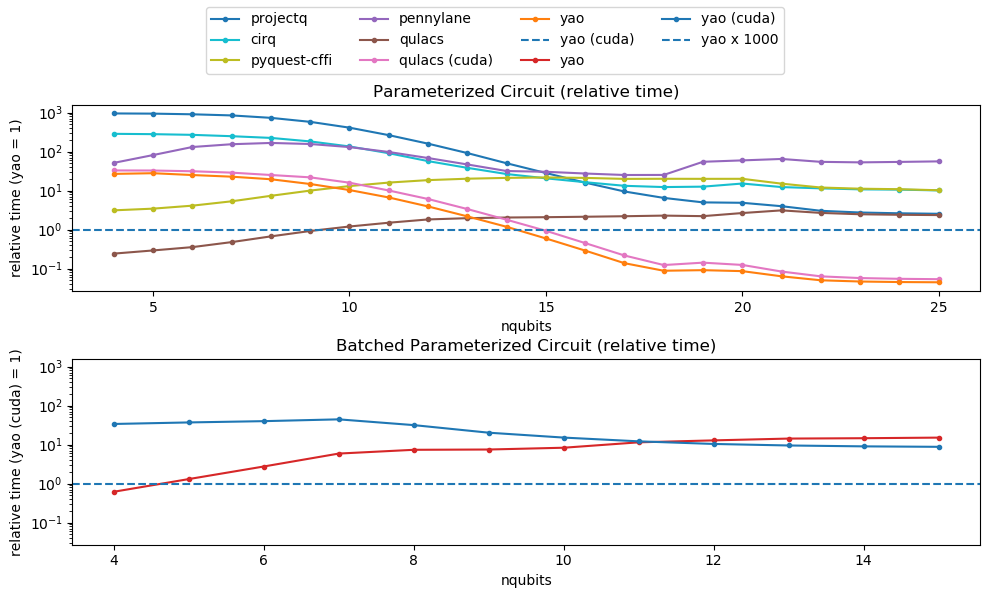 projectq pennylane yao yao (cuda)
cirq qulacs yao (cuda) yao x 1000
pyquest-cffi qulacs (cuda) yao
Parameterized Circuit (relative time)
relative time (yao = 1)
10³
10²
10¹
10⁰
10⁻¹
5 10 15 20 25
nqubits
Batched Parameterized Circuit (relative time)
relative time (yao (cuda) = 1)
10³
10²
10¹
10⁰
10⁻¹
4 6 8 10 12 14
nqubits